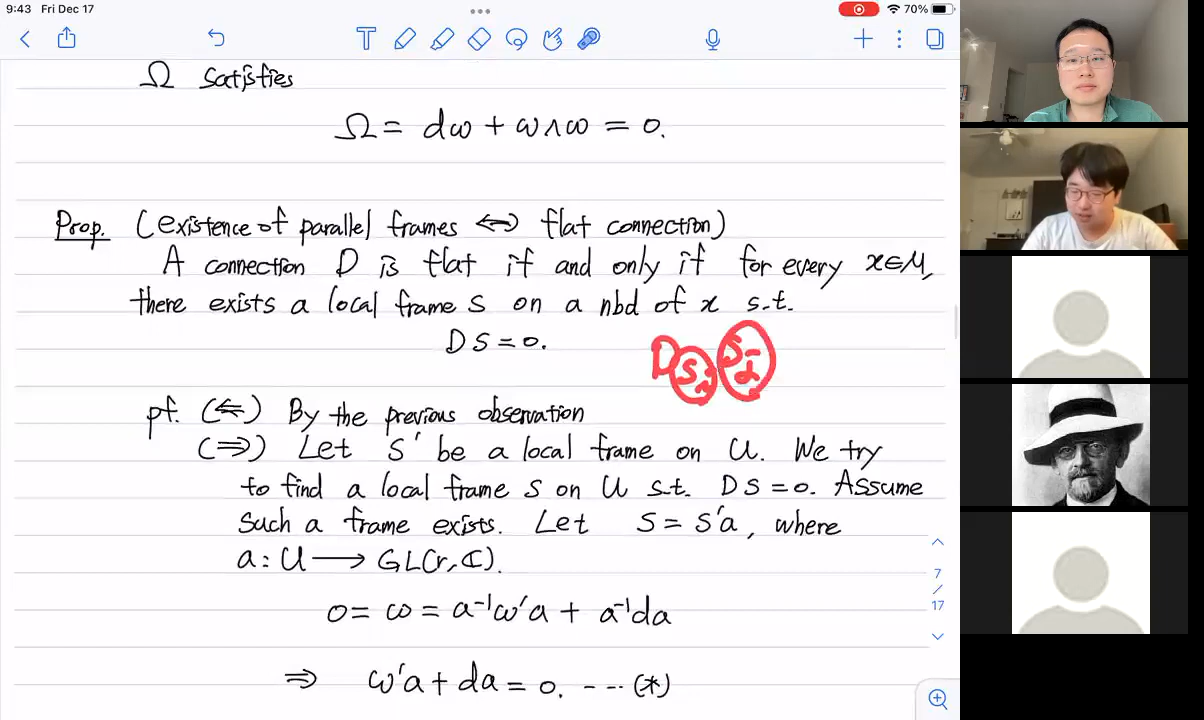 9:43 Fri Dec 17
70%
Ω satisfies
Ω = dω + ω∧ω = 0.
Prop. (existence of parallel frames ⟷ flat connection)
A connection D is flat if and only if for every x∈M,
there exists a local frame s on a nbd of x s.t.
DS = 0.
pf. (⇐) By the previous observation
(⇒) Let s' be a local frame on U. We try
to find a local frame s on U s.t. DS = 0. Assume
such a frame exists. Let s = s'a, where
a: U ⟶ GL(r, ℂ).
0 = ω = a⁻¹ω'a + a⁻¹da
⇒ ω'a + da = 0. ---- (*)
7
/
17